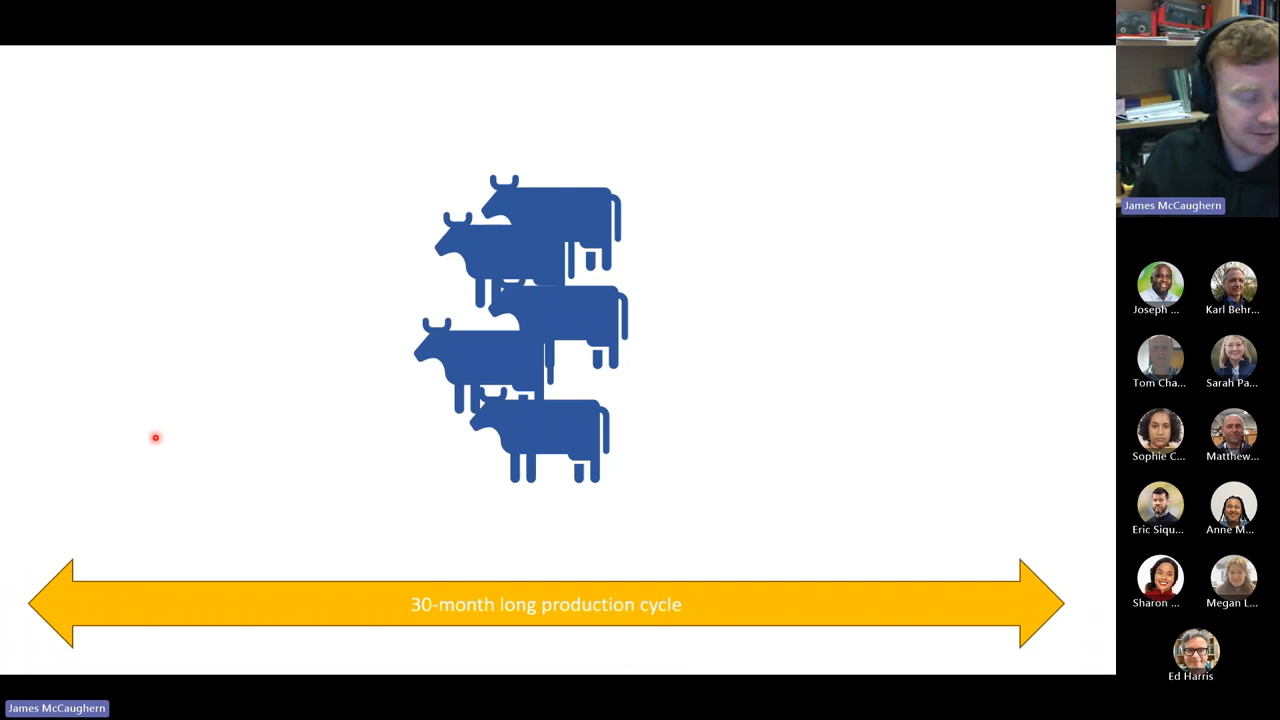 30-month long production cycle
James McCaughern
Joseph ...
Karl Behr...
Tom Cha...
Sarah Pa...
Sophie C...
Matthew...
Eric Siqu...
Anne M...
Sharon ...
Megan L...
Ed Harris
James McCaughern